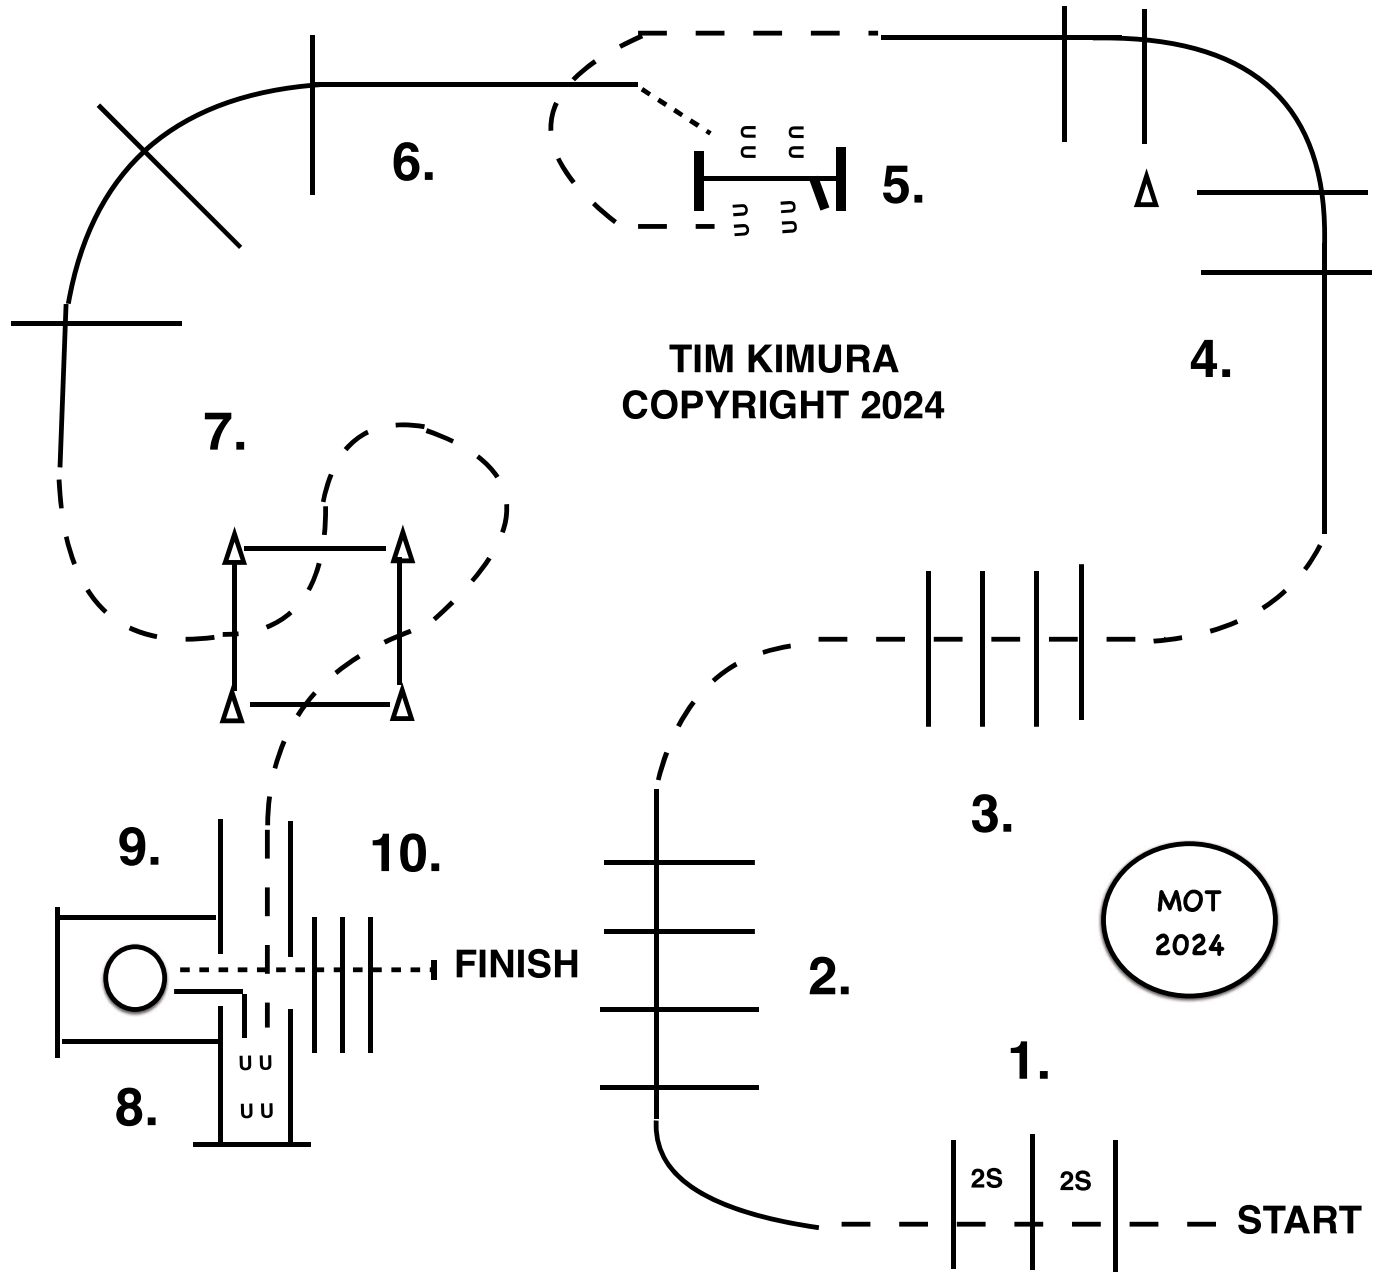 6.
5.
TIM KIMURA
COPYRIGHT 2024
4.
7.
3.
9.
10.
MOT
2024
FINISH
2.
1.
8.
U U
U U
2S
2S
START